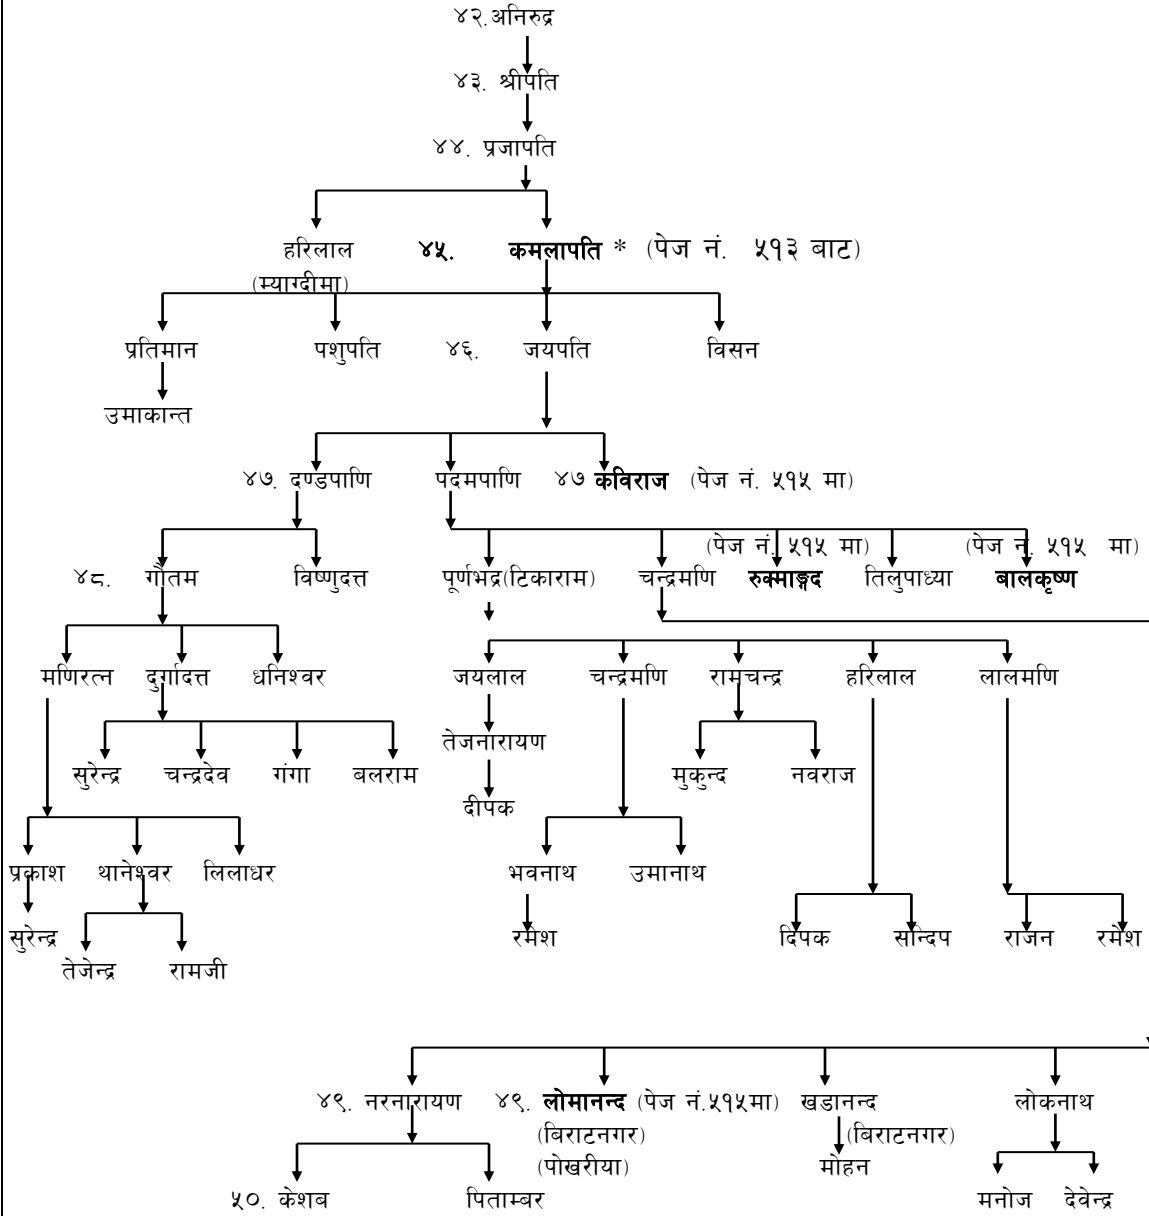 ४२.अनिरुद्र
४३. श्रीपति
४४. प्रजापति
हरिलाल ४५. कमलापति * (पेज नं. ५१३ बाट)
(म्याग्दीमा)
प्रतिमान पशुपति ४६. जयपति विसन
उमाकान्त
४७. दण्डपाणि पदमपाणि ४७ कविराज (पेज नं. ५१५ मा)
(पेज नं. ५१५ मा) (पेज नं. ५१५ मा)
४८. गौतम विष्णुदत्त पूर्णभद्र(टिकाराम) चन्द्रमणि रुक्माङ्गद तिलुपाध्या बालकृष्ण
मणिरत्न दुर्गादत्त धनिश्वर जयलाल चन्द्रमणि रामचन्द्र हरिलाल लालमणि
तेजनारायण
सुरेन्द्र चन्द्रदेव गंगा बलराम मुकुन्द नवराज
दीपक
प्रकाश थानेश्वर लिलाधर भवनाथ उमानाथ
सुरेन्द्र रमेश दिपक सन्दिप राजन रमेश
तेजेन्द्र रामजी
४९. नरनारायण ४९. लोमानन्द (पेज नं.५१५मा) खडानन्द लोकनाथ
(बिराटनगर) (बिराटनगर)
(पोखरीया) मोहन
५०. केशब पिताम्बर मनोज देवेन्द्र